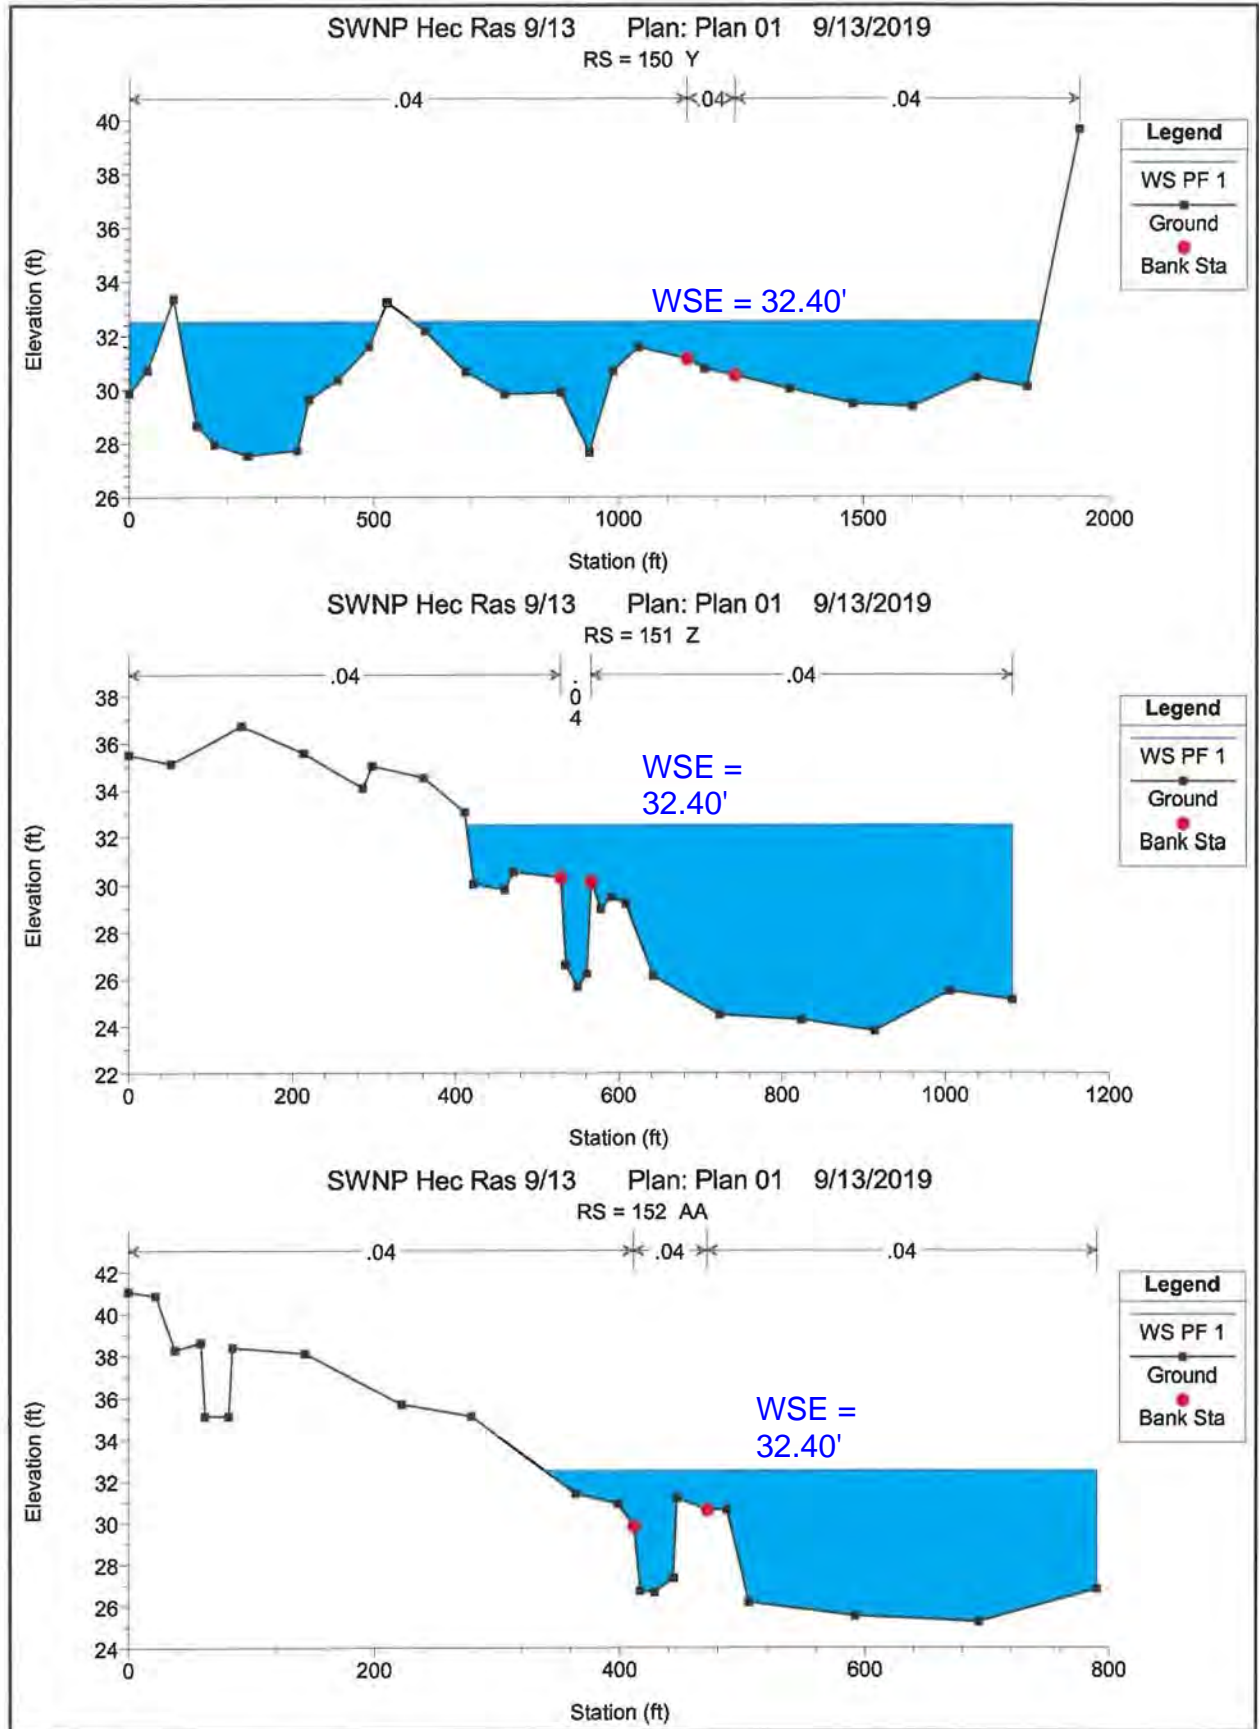 SWNP Hec Ras 9/13 Plan: Plan 01 9/13/2019
RS = 150 Y
.04 .04 .04
Legend
WS PF 1
Ground
Bank Sta
WSE = 32.40'
Elevation (ft)
40
38
36
34
32
30
28
26
0 500 1000 1500 2000
Station (ft)
SWNP Hec Ras 9/13 Plan: Plan 01 9/13/2019
RS = 151 Z
.04 .04 .04
Legend
WS PF 1
Ground
Bank Sta
WSE =
32.40'
Elevation (ft)
38
36
34
32
30
28
26
24
22
0 200 400 600 800 1000 1200
Station (ft)
SWNP Hec Ras 9/13 Plan: Plan 01 9/13/2019
RS = 152 AA
.04 .04 .04
Legend
WS PF 1
Ground
Bank Sta
WSE =
32.40'
Elevation (ft)
42
40
38
36
34
32
30
28
26
24
0 200 400 600 800
Station (ft)